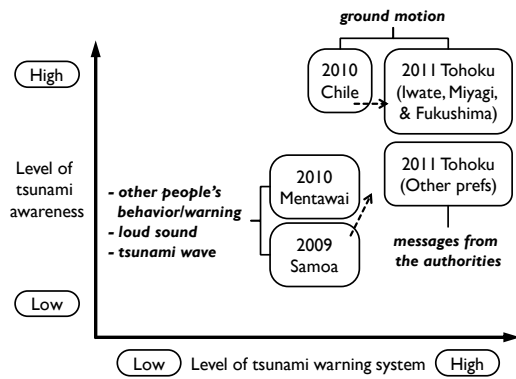 ground motion
High
2010
Chile
2011 Tohoku
(Iwate, Miyagi,
& Fukushima)
Level of
tsunami
awareness
- other people's
behavior/warning
- loud sound
- tsunami wave
2010
Mentawai
2009
Samoa
2011 Tohoku
(Other prefs)
messages from
the authorities
Low
Low Level of tsunami warning system High